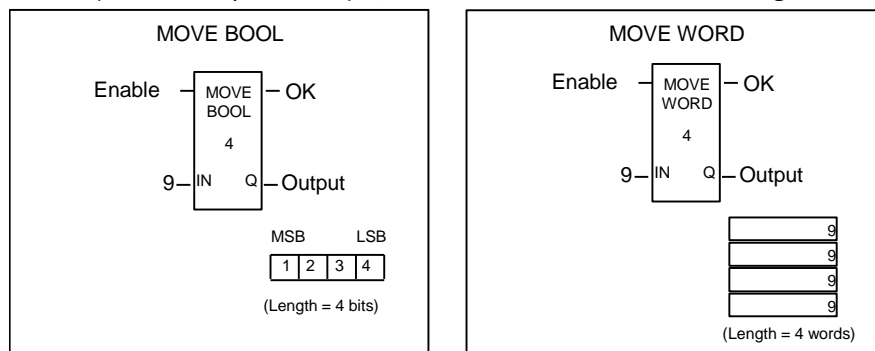 MOVE BOOL
Enable
MOVE
BOOL
OK
4
9
IN
Q
Output
MSB
LSB
1 2 3 4
(Length = 4 bits)
MOVE WORD
Enable
MOVE
WORD
OK
4
9
IN
Q
Output
9
9
9
9
(Length = 4 words)